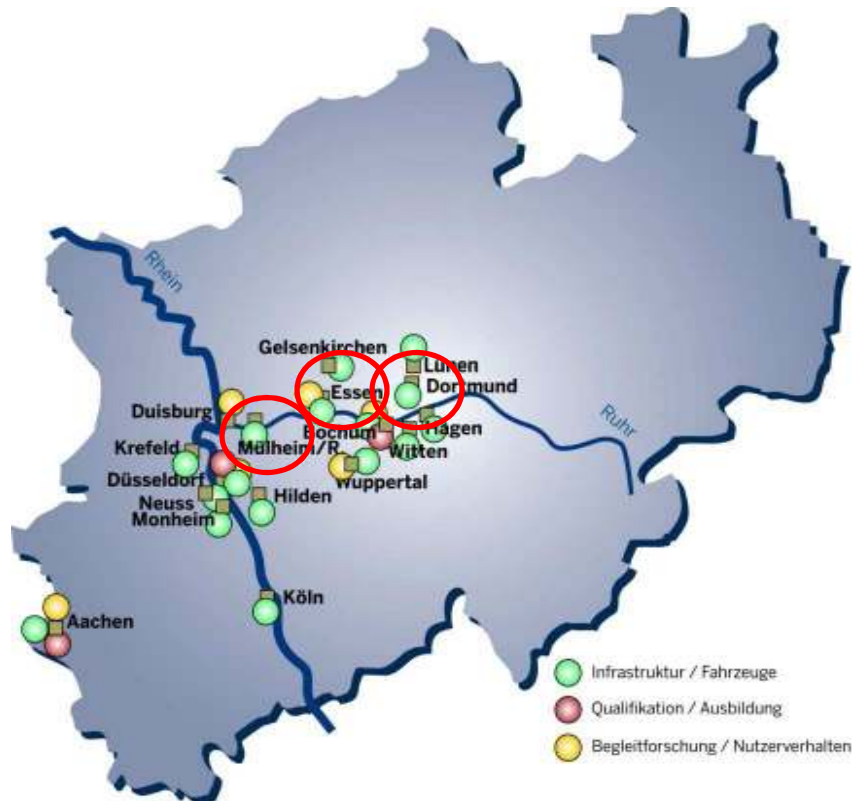 Rhein
Gelsenkirchen
Lünen
Essen
Dortmund
Duisburg
Ruhr
Bochum
Hagen
Krefeld
Mülheim/R
Witten
Düsseldorf
Wuppertal
Neuss
Hilden
Monheim
Köln
Aachen
Infrastruktur / Fahrzeuge
Qualifikation / Ausbildung
Begleitforschung / Nutzerverhalten